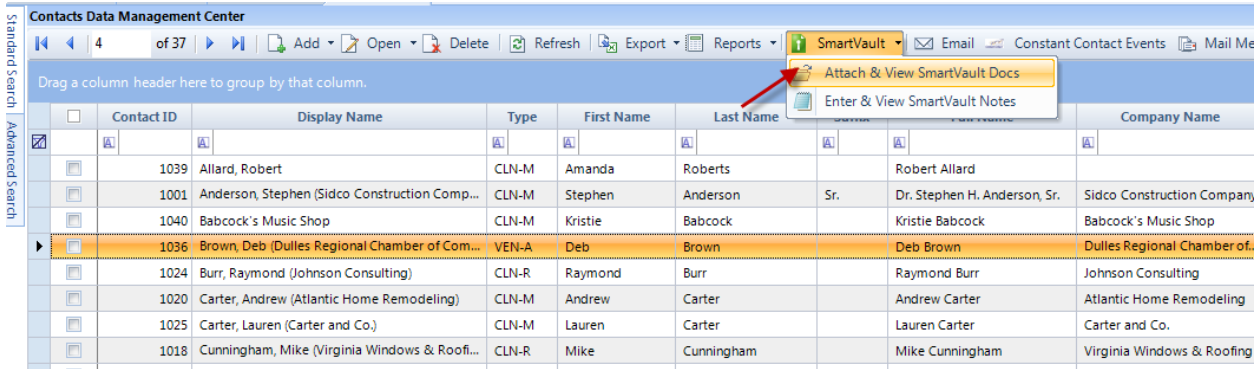 Contacts Data Management Center
4 of 37 Add Open Delete Refresh Export Reports SmartVault Email Constant Contact Events Mail Me
Attach & View SmartVault Docs
Enter & View SmartVault Notes
Standard Search
Advanced Search
Drag a column header here to group by that column.
Contact ID Display Name Type First Name Last Name Suffix Full Name Company Name
1039 Allard, Robert CLN-M Amanda Roberts Robert Allard
1001 Anderson, Stephen (Sidco Construction Comp... CLN-M Stephen Anderson Sr. Dr. Stephen H. Anderson, Sr. Sidco Construction Company
1040 Babcock's Music Shop CLN-M Kristie Babcock Kristie Babcock Babcock's Music Shop
1036 Brown, Deb (Dulles Regional Chamber of Com... VEN-A Deb Brown Deb Brown Dulles Regional Chamber of...
1024 Burr, Raymond (Johnson Consulting) CLN-R Raymond Burr Raymond Burr Johnson Consulting
1020 Carter, Andrew (Atlantic Home Remodeling) CLN-M Andrew Carter Andrew Carter Atlantic Home Remodeling
1025 Carter, Lauren (Carter and Co.) CLN-M Lauren Carter Lauren Carter Carter and Co.
1018 Cunningham, Mike (Virginia Windows & Roofi... CLN-R Mike Cunningham Mike Cunningham Virginia Windows & Roofing